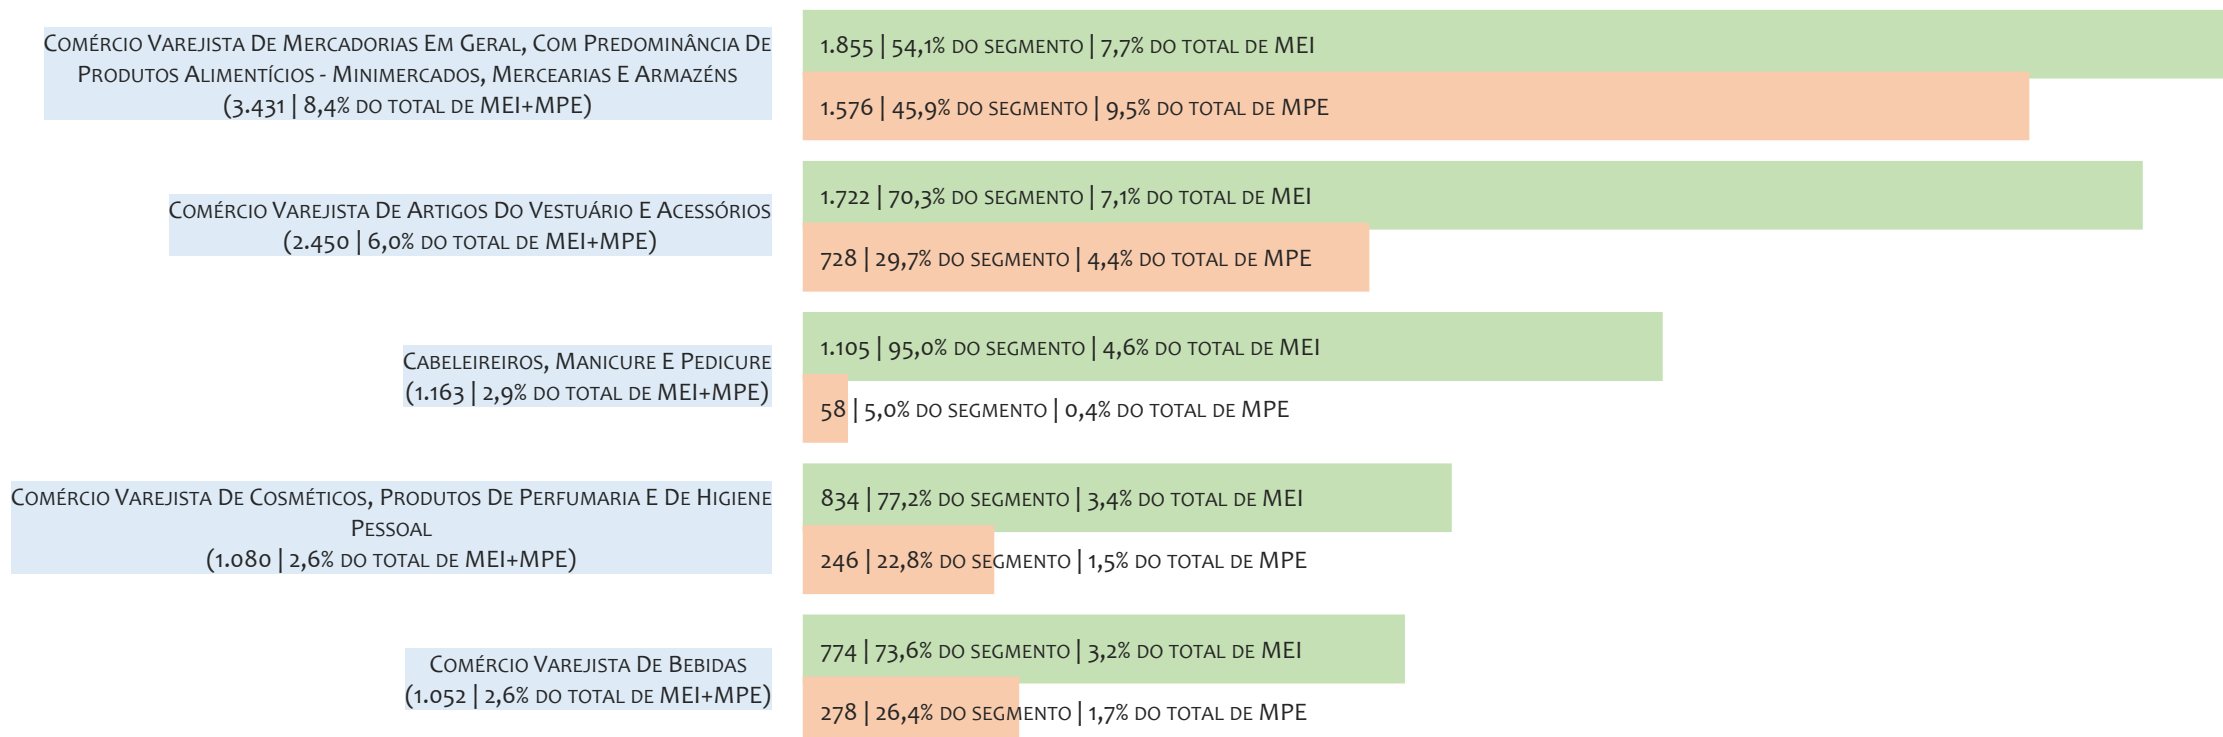 Comércio Varejista De Mercadorias Em Geral, Com Predominância De
Produtos Alimentícios - Minimercados, Mercearias E Armazéns
(3.431 | 8,4% do total de MEI+MPE)
1.855 | 54,1% do segmento | 7,7% do total de MEI
1.576 | 45,9% do segmento | 9,5% do total de MPE
Comércio Varejista De Artigos Do Vestuário E Acessórios
(2.450 | 6,0% do total de MEI+MPE)
1.722 | 70,3% do segmento | 7,1% do total de MEI
728 | 29,7% do segmento | 4,4% do total de MPE
Cabeleireiros, Manicure E Pedicure
(1.163 | 2,9% do total de MEI+MPE)
1.105 | 95,0% do segmento | 4,6% do total de MEI
58 | 5,0% do segmento | 0,4% do total de MPE
Comércio Varejista De Cosméticos, Produtos De Perfumaria E De Higiene
Pessoal
(1.080 | 2,6% do total de MEI+MPE)
834 | 77,2% do segmento | 3,4% do total de MEI
246 | 22,8% do segmento | 1,5% do total de MPE
Comércio Varejista De Bebidas
(1.052 | 2,6% do total de MEI+MPE)
774 | 73,6% do segmento | 3,2% do total de MEI
278 | 26,4% do segmento | 1,7% do total de MPE